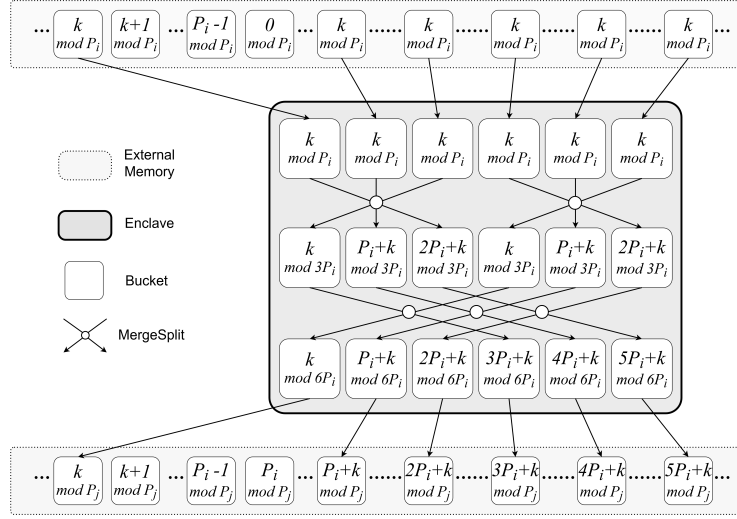 ... k mod P_i k+1 mod P_i ... P_i -1 mod P_i 0 mod P_i ... k mod P_i ...... k mod P_i ...... k mod P_i ...... k mod P_i ...... k mod P_i ...
k mod P_i k mod P_i k mod P_i k mod P_i k mod P_i k mod P_i
External
Memory
Enclave
k mod 3P_i P_i+k mod 3P_i 2P_i+k mod 3P_i k mod 3P_i P_i+k mod 3P_i 2P_i+k mod 3P_i
Bucket
MergeSplit
k mod 6P_i P_i+k mod 6P_i 2P_i+k mod 6P_i 3P_i+k mod 6P_i 4P_i+k mod 6P_i 5P_i+k mod 6P_i
... k mod P_j k+1 mod P_j ... P_i -1 mod P_j P_i mod P_j ... P_i+k mod P_j ...... 2P_i+k mod P_j ...... 3P_i+k mod P_j ...... 4P_i+k mod P_j ...... 5P_i+k mod P_j ...